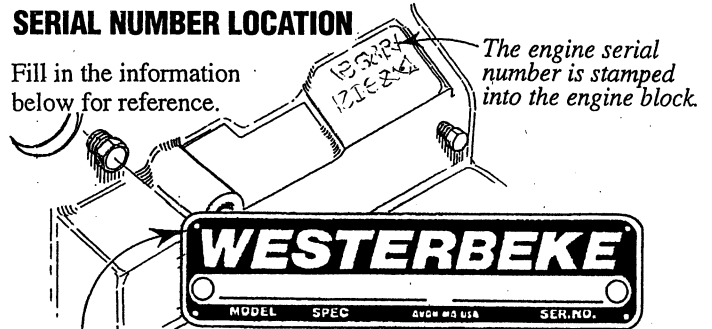 SERIAL NUMBER LOCATION
Fill in the information
below for reference.
The engine serial
number is stamped
into the engine block.
WESTERBEKE
MODEL SPEC AVON MA USA SER.NO.